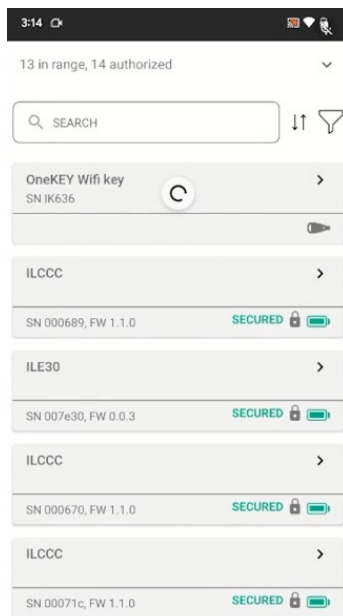 3:14
13 in range, 14 authorized
SEARCH
OneKEY Wifi key
SN IK636
ILCCC
SN 000689, FW 1.1.0 SECURED
ILE30
SN 007e30, FW 0.0.3 SECURED
ILCCC
SN 000670, FW 1.1.0 SECURED
ILCCC
SN 00071c, FW 1.1.0 SECURED